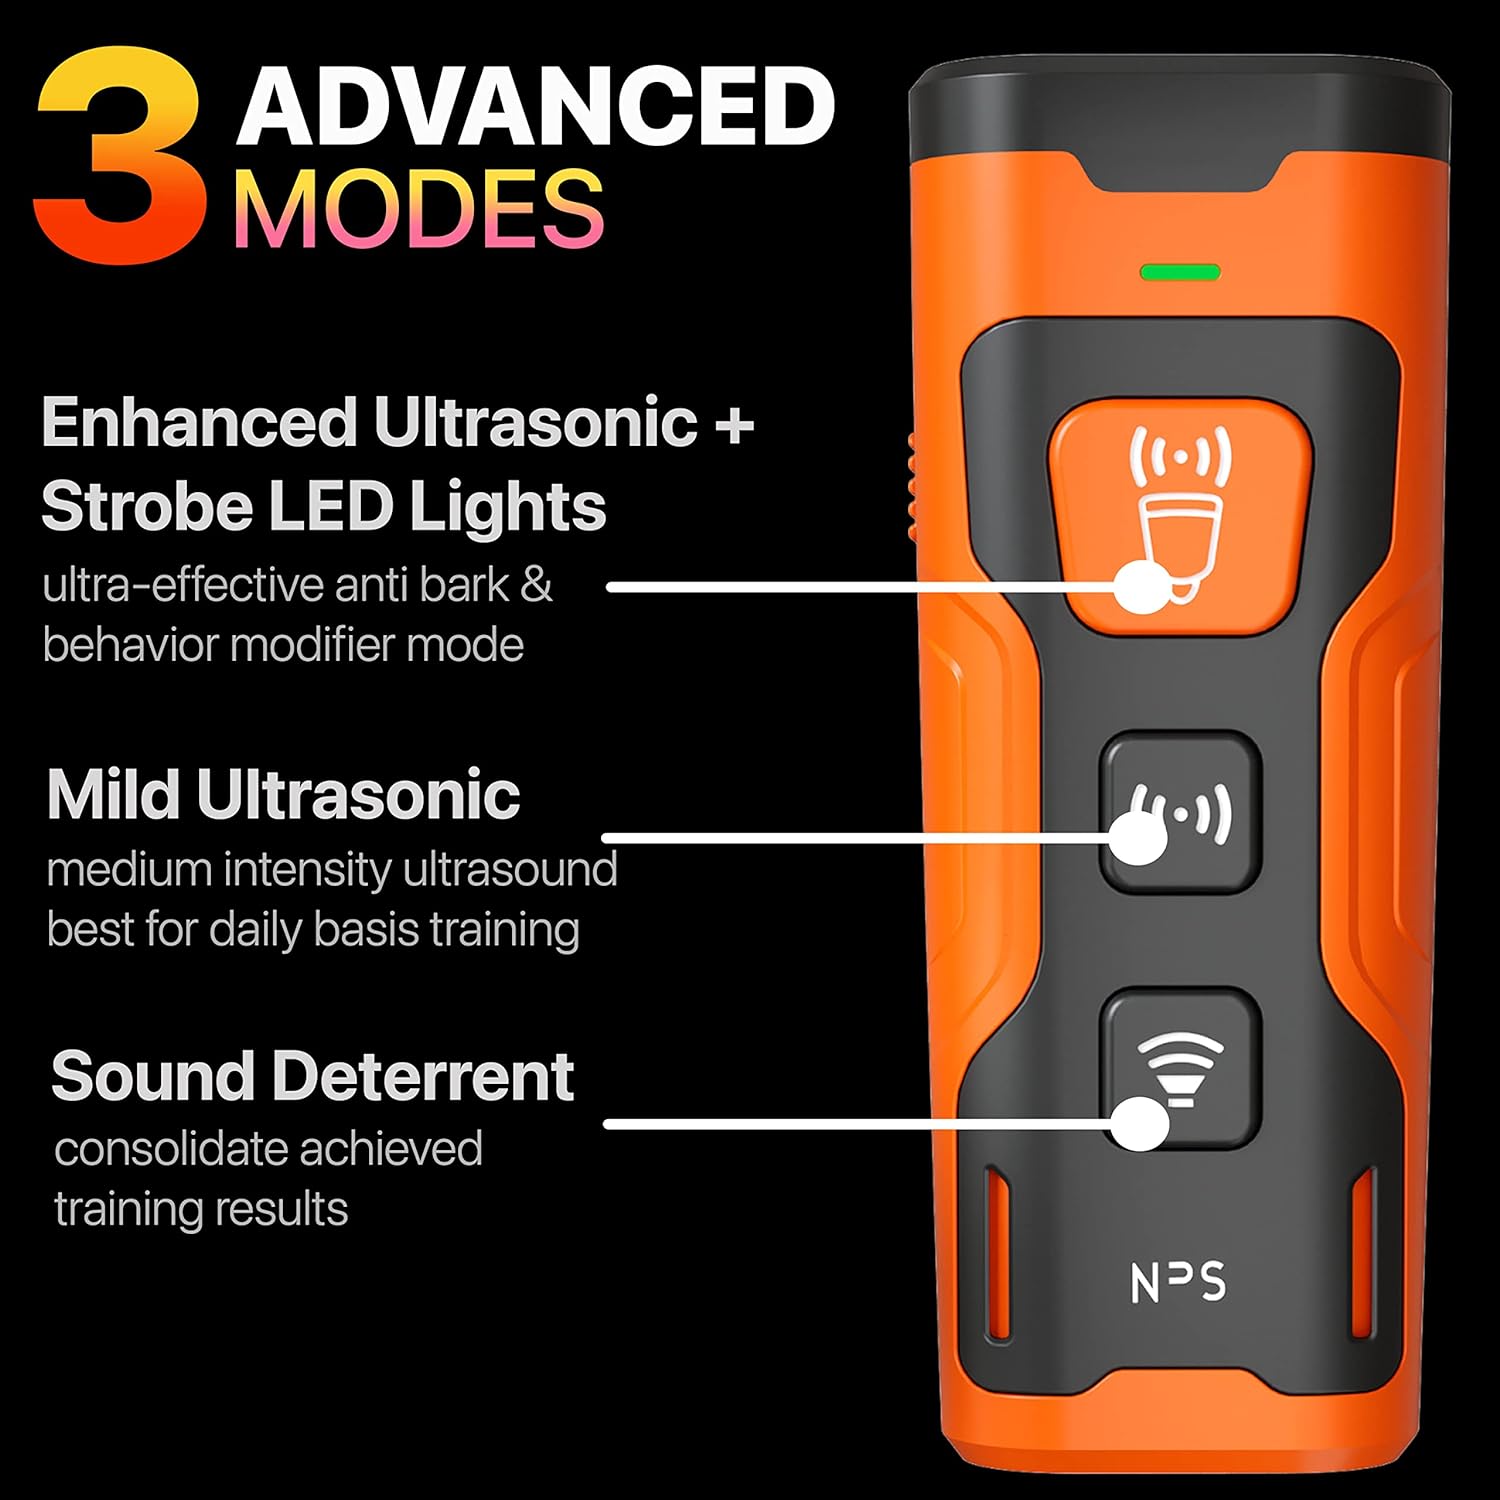 3 ADVANCED
MODES
Enhanced Ultrasonic +
Strobe LED Lights
ultra-effective anti bark &
behavior modifier mode
Mild Ultrasonic
medium intensity ultrasound
best for daily basis training
Sound Deterrent
consolidate achieved
training results
NPS